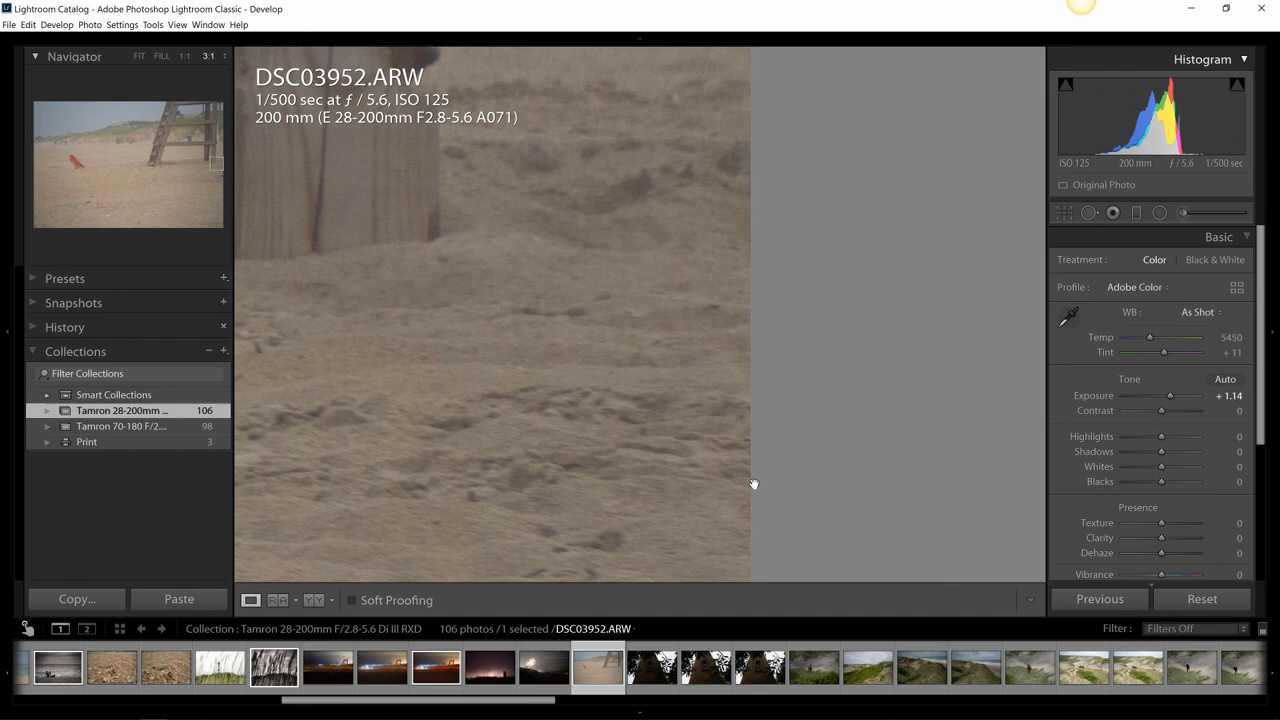 Lightroom Catalog - Adobe Photoshop Lightroom Classic - Develop
File Edit Develop Photo Settings Tools View Window Help
Navigator FIT FILL 1:1 3:1
DSC03952.ARW
1/500 sec at ƒ / 5.6, ISO 125
200 mm (E 28-200mm F2.8-5.6 A071)
Histogram
ISO 125 200 mm ƒ / 5.6 1/500 sec
Original Photo
Basic
Treatment : Color Black & White
Profile : Adobe Color
WB : As Shot
Temp 5450
Tint + 11
Tone Auto
Exposure + 1.14
Contrast 0
Highlights 0
Shadows 0
Whites 0
Blacks 0
Presence
Texture 0
Clarity 0
Dehaze 0
Vibrance 0
Previous Reset
Presets
Snapshots
History
Collections
Filter Collections
Smart Collections
Tamron 28-200mm ... 106
Tamron 70-180 F/2.... 98
Print 3
Copy... Paste
Soft Proofing
1 2 Collection : Tamron 28-200mm F/2.8-5.6 Di III RXD 106 photos /1 selected /DSC03952.ARW Filter : Filters Off